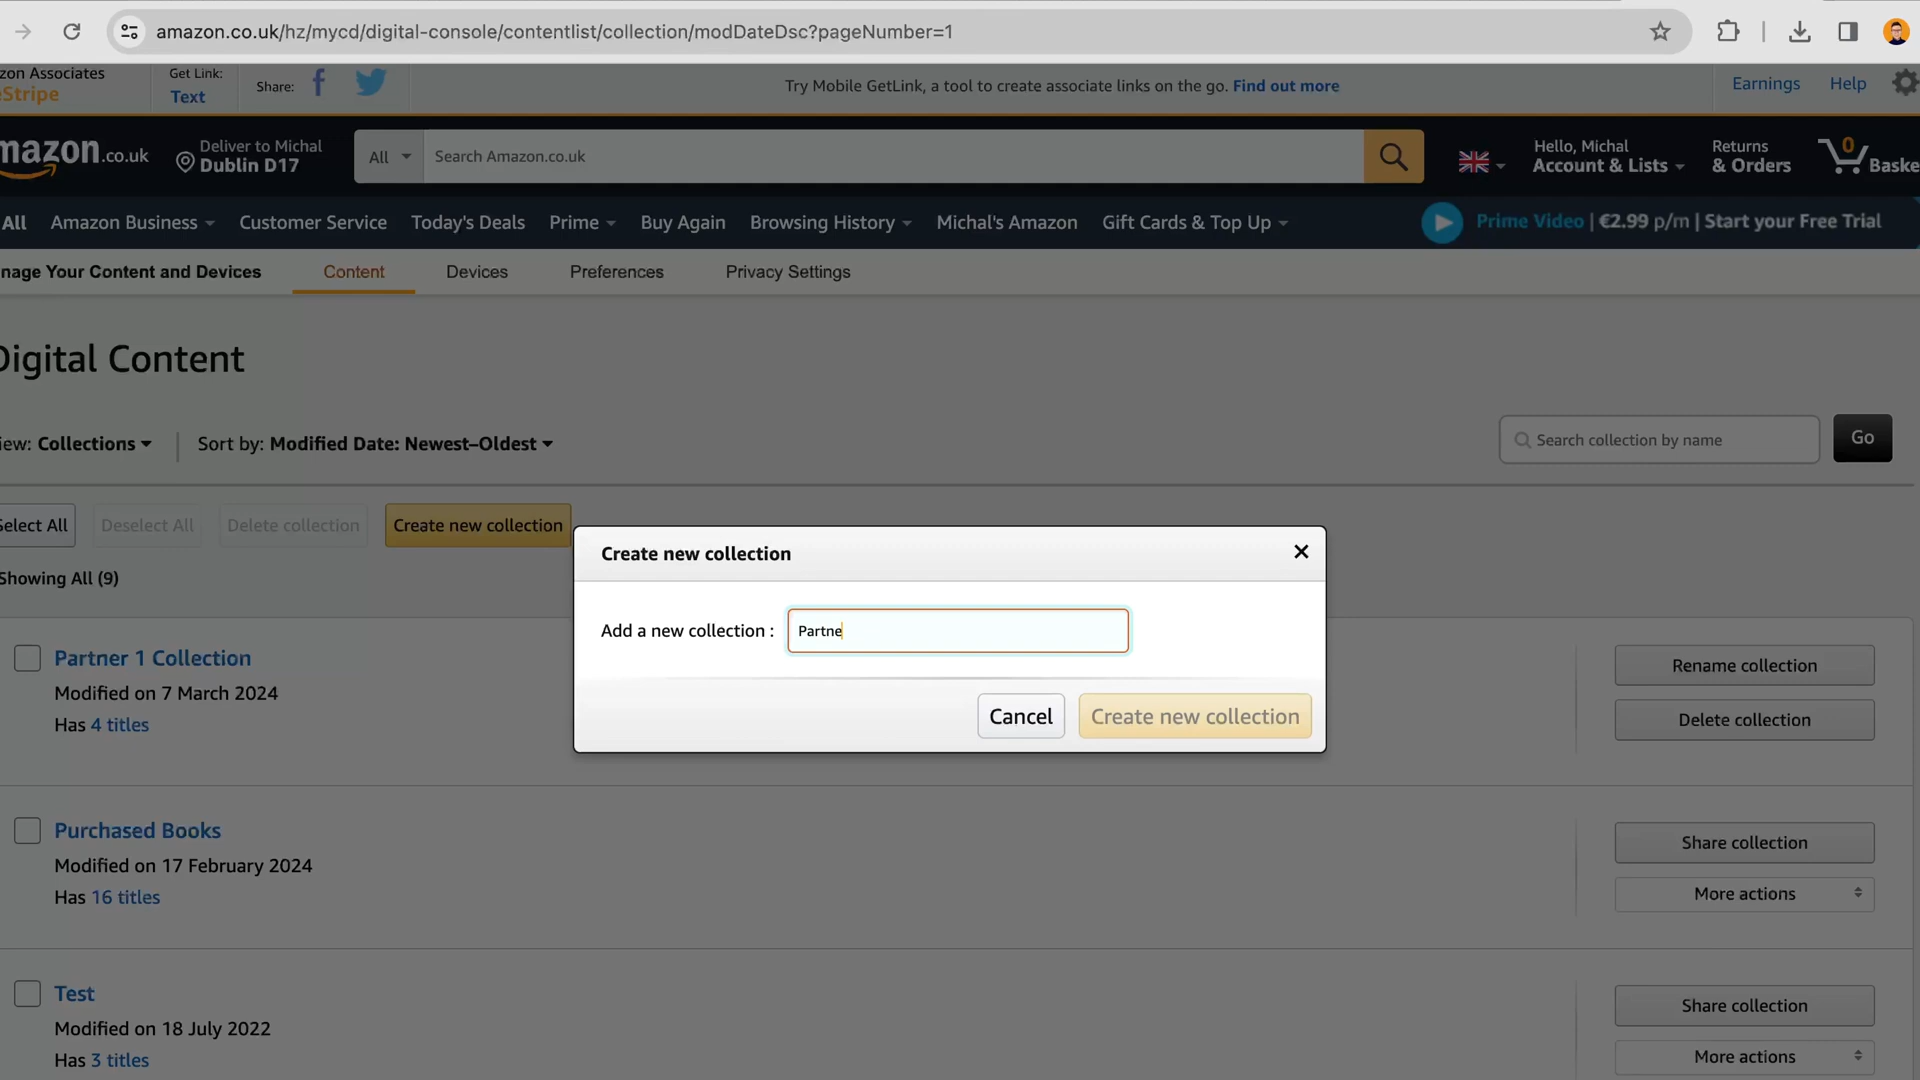 amazon.co.uk/hz/mycd/digital-console/contentlist/collection/modDateDsc?pageNumber=1
zon Associates
eStripe
Get Link:
Text
Share:
Try Mobile GetLink, a tool to create associate links on the go. Find out more
Earnings
Help
mazon.co.uk
Deliver to Michal
Dublin D17
All
Search Amazon.co.uk
Hello, Michal
Account & Lists
Returns
& Orders
0
Baske
All
Amazon Business
Customer Service
Today's Deals
Prime
Buy Again
Browsing History
Michal's Amazon
Gift Cards & Top Up
Prime Video | €2.99 p/m | Start your Free Trial
nage Your Content and Devices
Content
Devices
Preferences
Privacy Settings
Digital Content
iew: Collections
Sort by: Modified Date: Newest–Oldest
Search collection by name
Go
Select All
Deselect All
Delete collection
Create new collection
Showing All (9)
Create new collection
Add a new collection :
Partne
Cancel
Create new collection
Partner 1 Collection
Modified on 7 March 2024
Has 4 titles
Rename collection
Delete collection
Purchased Books
Modified on 17 February 2024
Has 16 titles
Share collection
More actions
Test
Modified on 18 July 2022
Has 3 titles
Share collection
More actions